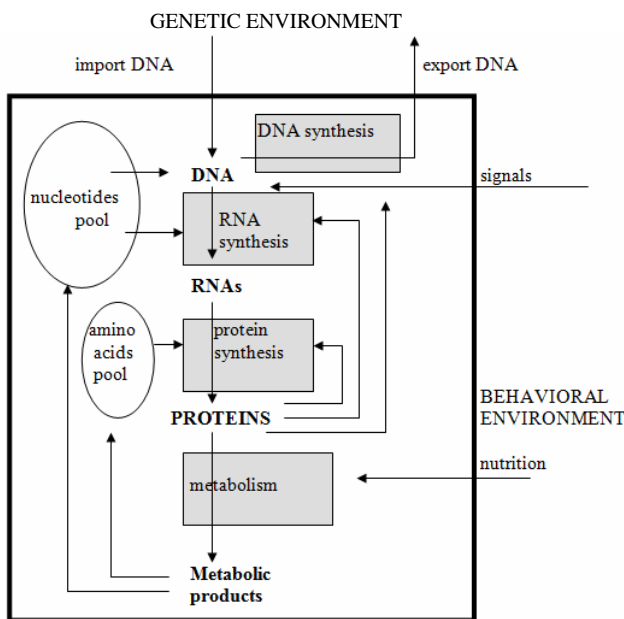 GENETIC ENVIRONMENT
import DNA
export DNA
DNA synthesis
DNA
signals
nucleotides
pool
RNA
synthesis
RNAs
amino
acids
pool
protein
synthesis
PROTEINS
BEHAVIORAL
ENVIRONMENT
nutrition
metabolism
Metabolic
products